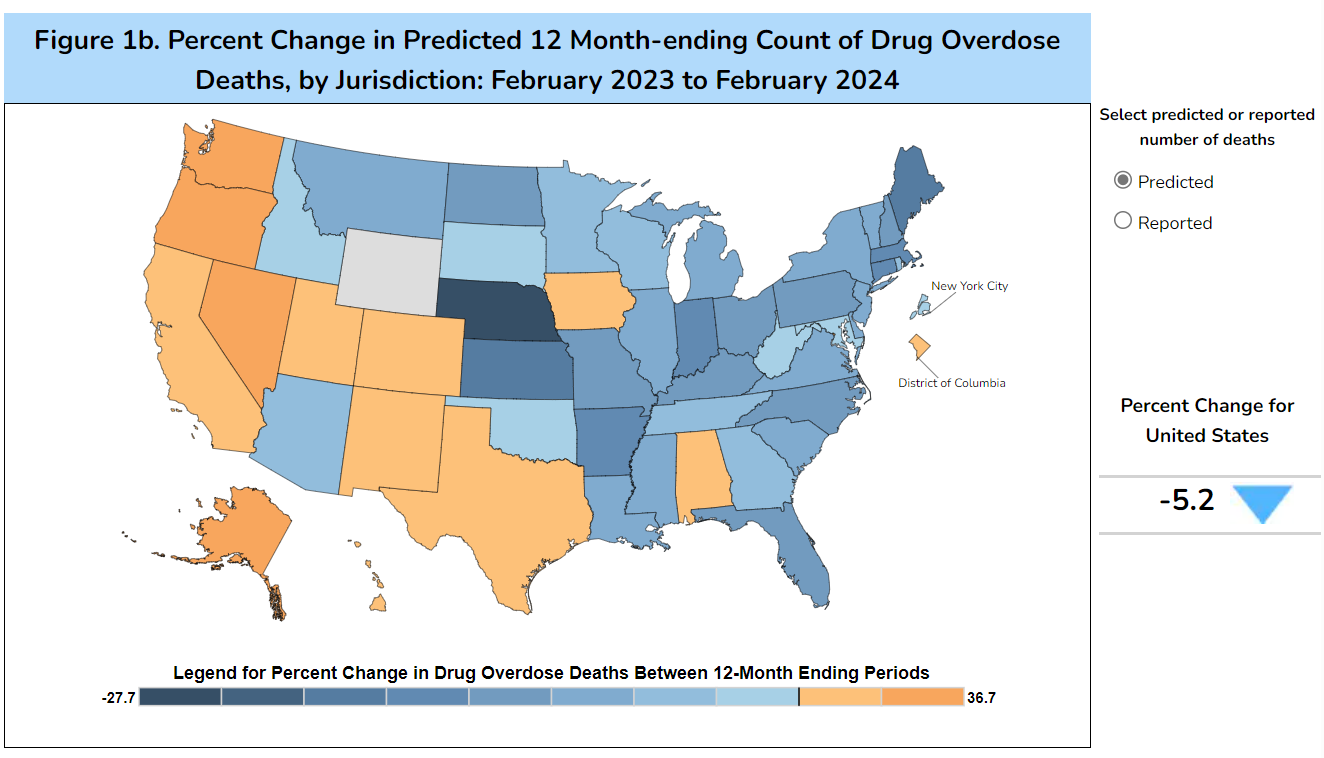 Figure 1b. Percent Change in Predicted 12 Month-ending Count of Drug Overdose
Deaths, by Jurisdiction: February 2023 to February 2024
Select predicted or reported
number of deaths
Predicted
Reported
New York City
District of Columbia
Percent Change for
United States
-5.2
Legend for Percent Change in Drug Overdose Deaths Between 12-Month Ending Periods
-27.7
36.7